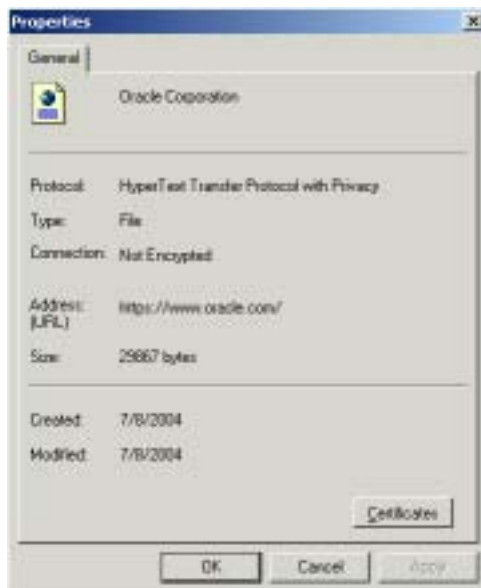 Properties
General
Oracle Corporation
Protocol: HyperText Transfer Protocol with Privacy
Type: File
Connection: Not Encrypted
Address: https://www.oracle.com/
(URL)
Size: 29867 bytes
Created: 7/8/2004
Modified: 7/8/2004
Certificates
OK Cancel Apply